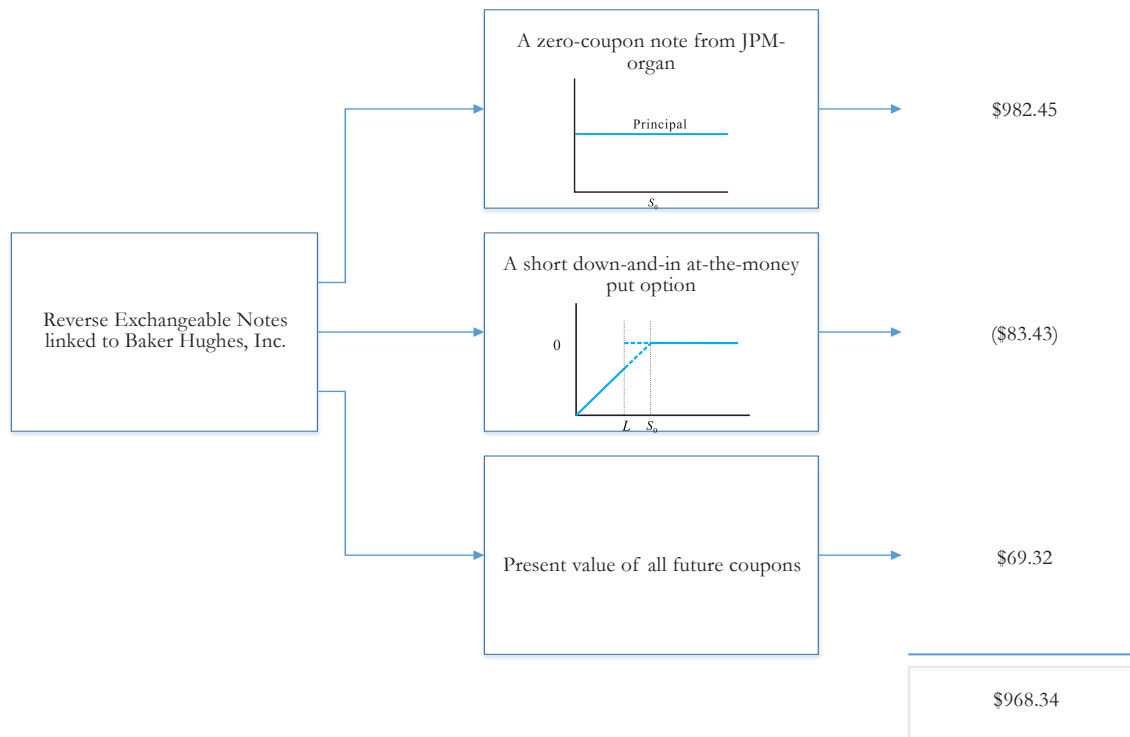 A zero-coupon note from JPM-
organ
Principal
S₀
$982.45
Reverse Exchangeable Notes
linked to Baker Hughes, Inc.
A short down-and-in at-the-money
put option
0
L S₀
($83.43)
Present value of all future coupons
$69.32
$968.34